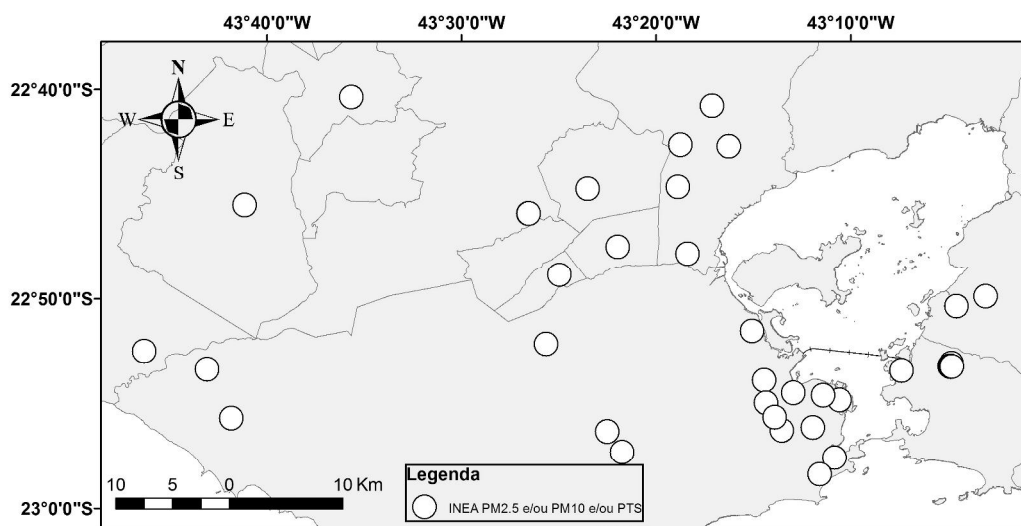 43°40'0"W 43°30'0"W 43°20'0"W 43°10'0"W
22°40'0"S
N
W E
S
22°50'0"S
10 5 0 10 Km
Legenda
INEA PM2.5 e/ou PM10 e/ou PTS
23°0'0"S